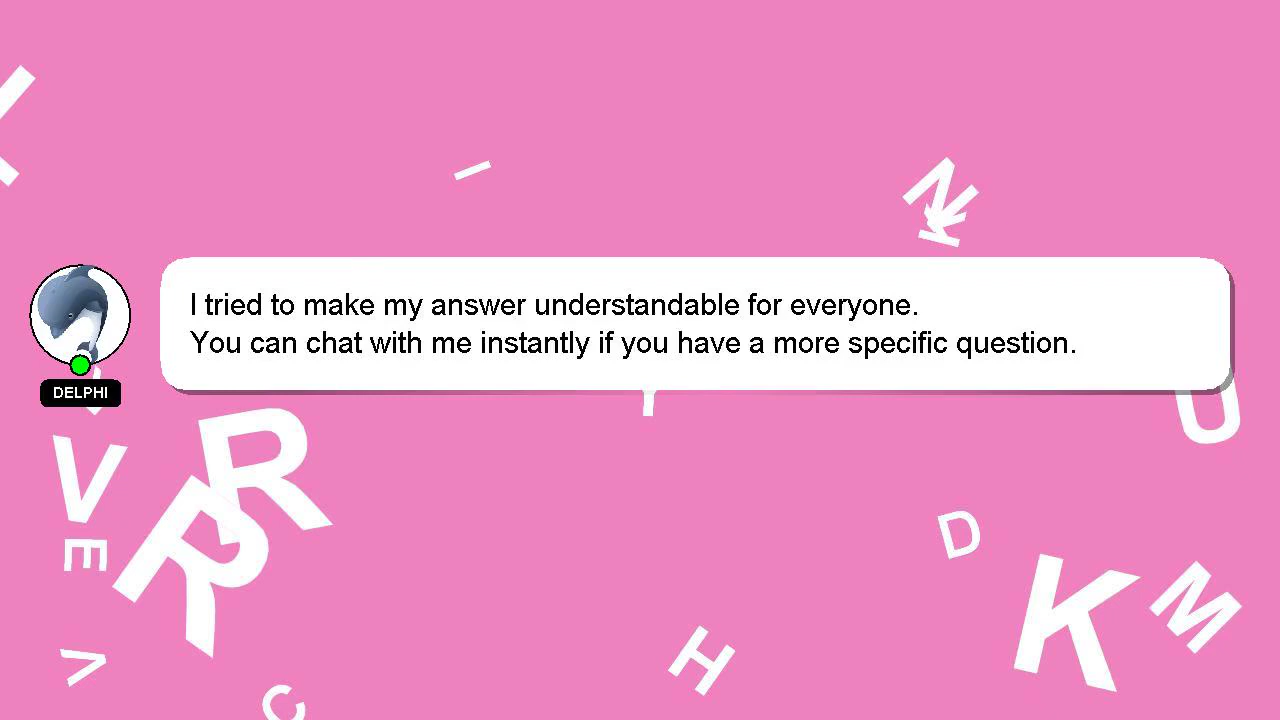 I tried to make my answer understandable for everyone.
You can chat with me instantly if you have a more specific question.
DELPHI
I
N
K
Y
U
V
R
R
E
D
K
M
V
H
C